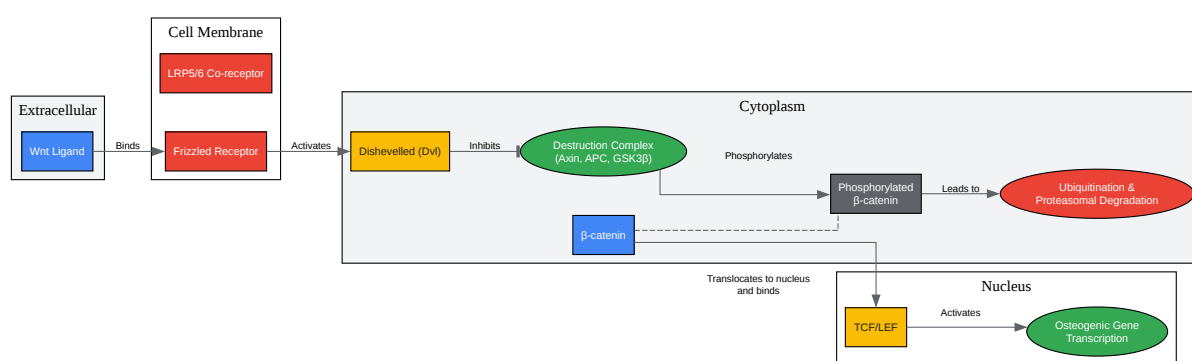 Cell Membrane
LRP5/6 Co-receptor
Extracellular
Wnt Ligand
Binds
Frizzled Receptor
Activates
Cytoplasm
Dishevelled (Dvl)
Inhibits
Destruction Complex
(Axin, APC, GSK3β)
Phosphorylates
Phosphorylated
β-catenin
Leads to
Ubiquitination &
Proteasomal Degradation
β-catenin
Translocates to nucleus
and binds
Nucleus
TCF/LEF
Activates
Osteogenic Gene
Transcription